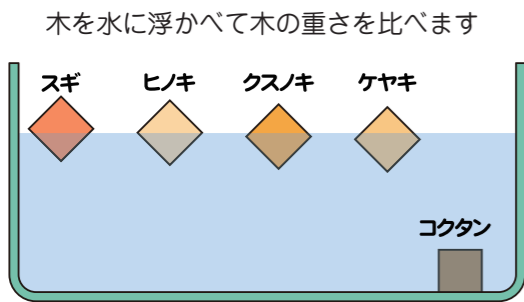 木を水に浮かべて木の重さを比べます
スギ ヒノキ クスノキ ケヤキ
コクタン